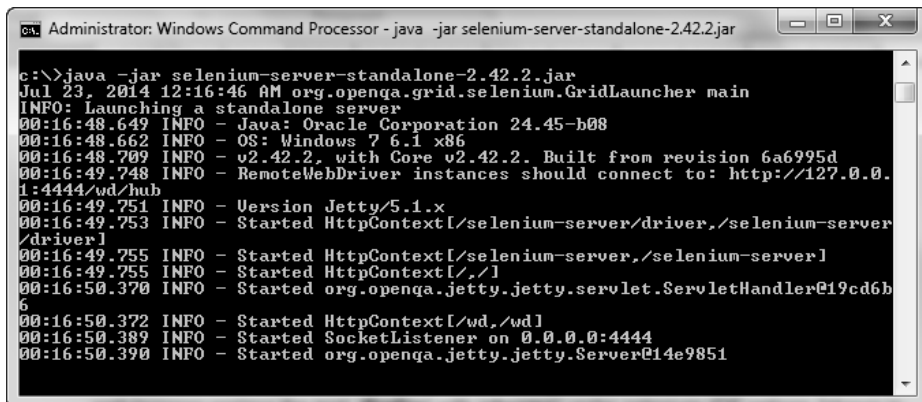 Administrator: Windows Command Processor - java -jar selenium-server-standalone-2.42.2.jar
c:\>java -jar selenium-server-standalone-2.42.2.jar
Jul 23, 2014 12:16:46 AM org.openqa.grid.selenium.GridLauncher main
INFO: Launching a standalone server
00:16:48.649 INFO - Java: Oracle Corporation 24.45-b08
00:16:48.662 INFO - OS: Windows 7 6.1 x86
00:16:48.709 INFO - v2.42.2, with Core v2.42.2. Built from revision 6a6995d
00:16:49.748 INFO - RemoteWebDriver instances should connect to: http://127.0.0.
1:4444/wd/hub
00:16:49.751 INFO - Version Jetty/5.1.x
00:16:49.753 INFO - Started HttpContext[/selenium-server/driver,/selenium-server
/driver]
00:16:49.755 INFO - Started HttpContext[/selenium-server,/selenium-server]
00:16:49.755 INFO - Started HttpContext[/,/]
00:16:50.370 INFO - Started org.openqa.jetty.jetty.servlet.ServletHandler@19cd6b
6
00:16:50.372 INFO - Started HttpContext[/wd,/wd]
00:16:50.389 INFO - Started SocketListener on 0.0.0.0:4444
00:16:50.390 INFO - Started org.openqa.jetty.jetty.Server@14e9851